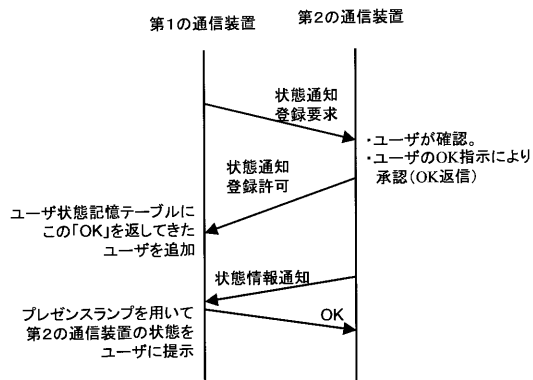 第1の通信装置
第2の通信装置
状態通知
登録要求
・ユーザが確認。
・ユーザのOK指示により
承認(OK返信)
状態通知
登録許可
ユーザ状態記憶テーブルに
この「OK」を返してきた
ユーザを追加
状態情報通知
プレゼンスランプを用いて
第2の通信装置の状態を
ユーザに提示
OK